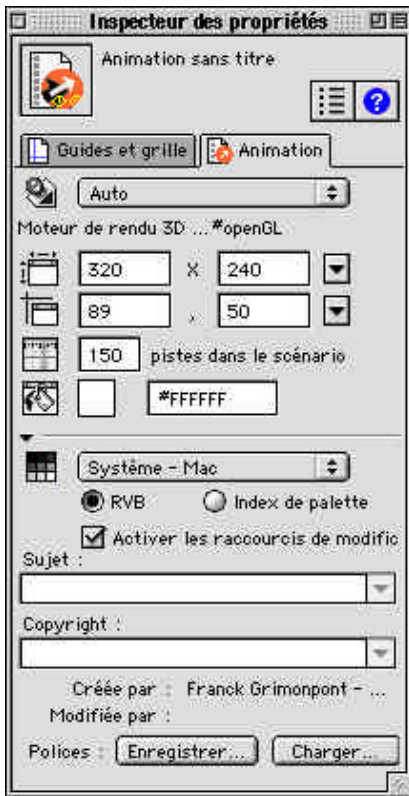 Inspecteur des propriétés
Animation sans titre
?
Guides et grille Animation
Auto
Moteur de rendu 3D ...#openGL
320 X 240
89 , 50
150 pistes dans le scénario
#FFFFFF
Système - Mac
RVB Index de palette
Activer les raccourcis de modific
Sujet :
Copyright :
Créée par : Franck Grimonpont - ...
Modifiée par :
Polices : Enregistrer... Charger...